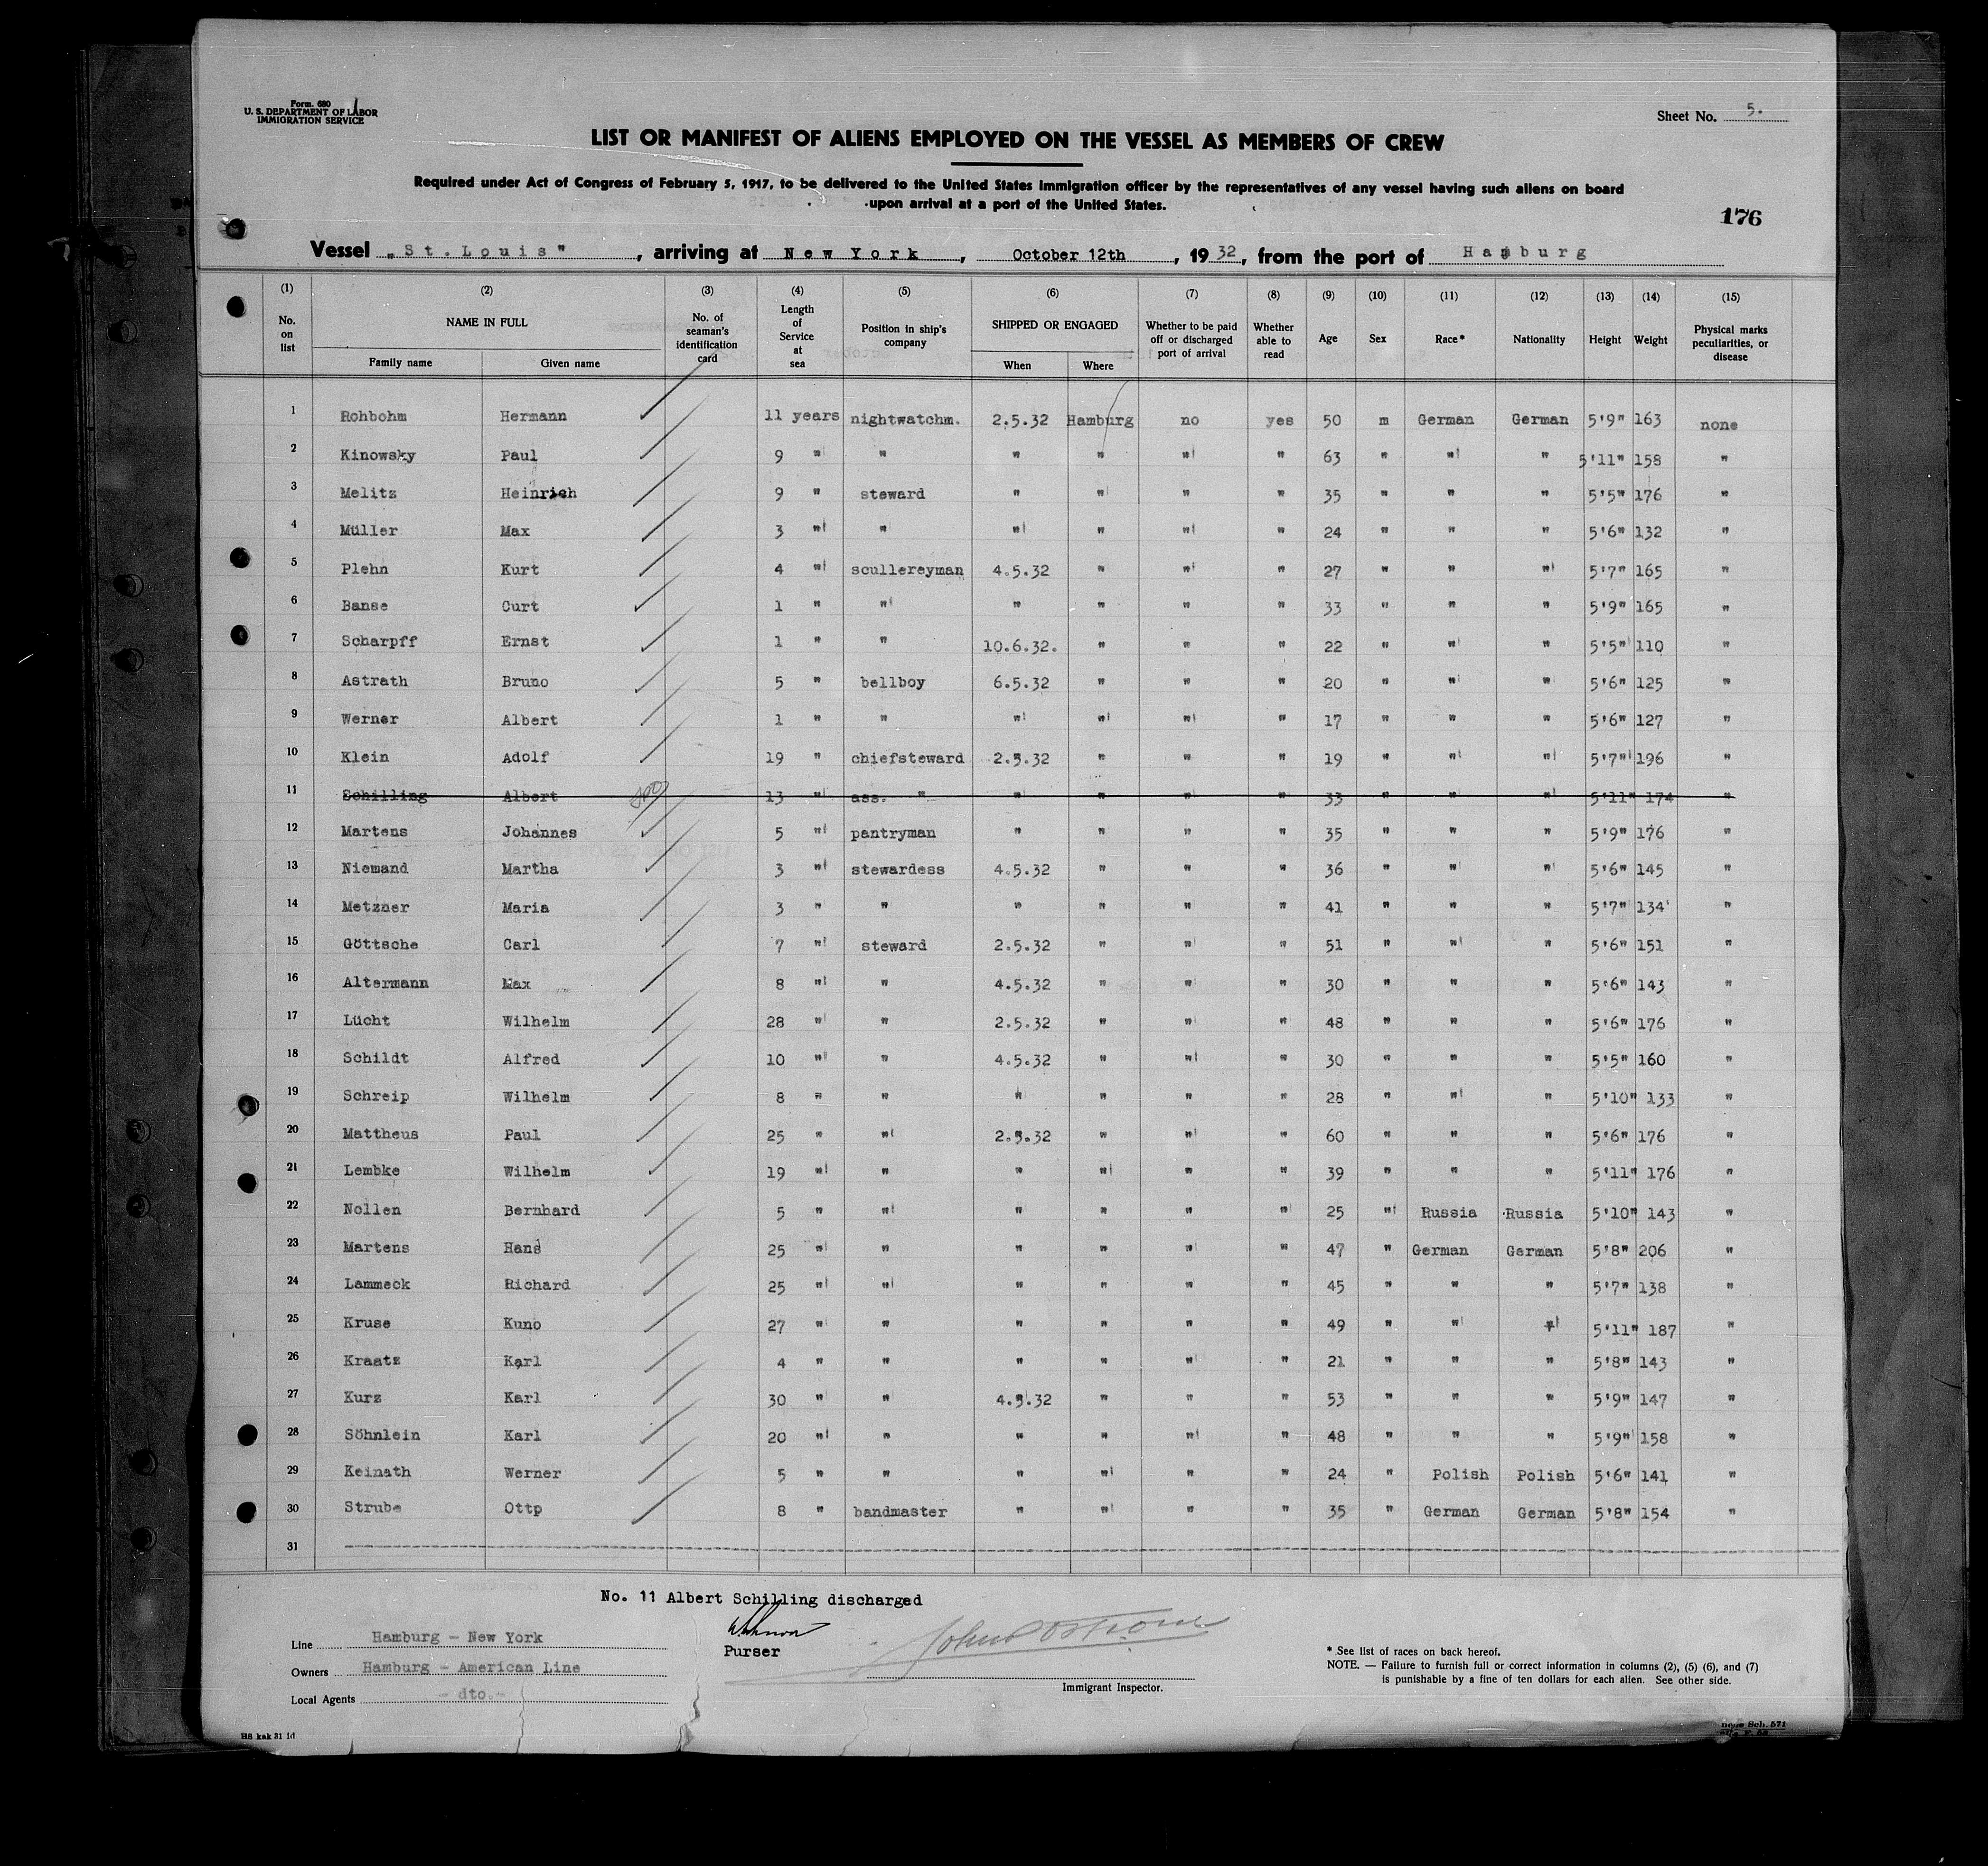 Form. 680
U. S. DEPARTMENT OF LABOR
IMMIGRATION SERVICE
Sheet No. 5.
LIST OR MANIFEST OF ALIENS EMPLOYED ON THE VESSEL AS MEMBERS OF CREW
Required under Act of Congress of February 5, 1917, to be delivered to the United States Immigration officer by the representatives of any vessel having such aliens on board
upon arrival at a port of the United States.
176
Vessel „St. Louis", arriving at New York, October 12th, 1932, from the port of Hamburg
(1) (2) (3) (4) (5) (6) (7) (8) (9) (10) (11) (12) (13) (14) (15)
No. on list NAME IN FULL No. of seaman's identification card Length of Service at sea Position in ship's company SHIPPED OR ENGAGED Whether to be paid off or discharged port of arrival Whether able to read Age Sex Race* Nationality Height Weight Physical marks peculiarities, or disease
Family name Given name When Where
1 Rohbohm Hermann 11 years nightwatchm. 2.5.32 Hamburg no yes 50 m German German 5'9" 163 none
2 Kinowsky Paul 9 " " " " " " 63 " " " 5'11" 158 "
3 Melitz Heinrich 9 " steward " " " " 35 " " " 5'5" 176 "
4 Müller Max 3 " " " " " " 24 " " " 5'6" 132 "
5 Plehn Kurt 4 " scullereyman 4.5.32 " " " 27 " " " 5'7" 165 "
6 Banse Curt 1 " " " " " " 33 " " " 5'9" 165 "
7 Scharpff Ernst 1 " " 10.6.32. " " " 22 " " " 5'5" 110 "
8 Astrath Bruno 5 " bellboy 6.5.32 " " " 20 " " " 5'6" 125 "
9 Werner Albert 1 " " " " " " 17 " " " 5'6" 127 "
10 Klein Adolf 19 " chiefsteward 2.5.32 " " " 19 " " " 5'7" 196 "
11 Schilling Albert 13 " ass. " " " " " 33 " " " 5'11" 174 "
12 Martens Johannes 5 " pantryman " " " " 35 " " " 5'9" 176 "
13 Niemand Martha 3 " stewardess 4.5.32 " " " 36 " " " 5'6" 145 "
14 Metzner Maria 3 " " " " " " 41 " " " 5'7" 134 "
15 Göttsche Carl 7 " steward 2.5.32 " " " 51 " " " 5'6" 151 "
16 Altermann Max 8 " " 4.5.32 " " " 30 " " " 5'6" 143 "
17 Lücht Wilhelm 28 " " 2.5.32 " " " 48 " " " 5'6" 176 "
18 Schildt Alfred 10 " " 4.5.32 " " " 30 " " " 5'5" 160 "
19 Schreip Wilhelm 8 " " " " " " 28 " " " 5'10" 133 "
20 Mattheus Paul 25 " " 2.5.32 " " " 60 " " " 5'6" 176 "
21 Lembke Wilhelm 19 " " " " " " 39 " " " 5'11" 176 "
22 Nollen Bernhard 5 " " " " " " 25 " Russia Russia 5'10" 143 "
23 Martens Hans 25 " " " " " " 47 " German German 5'8" 206 "
24 Lammeck Richard 25 " " " " " " 45 " " " 5'7" 138 "
25 Kruse Kuno 27 " " " " " " 49 " " " 5'11" 187 "
26 Kraatz Karl 4 " " " " " " 21 " " " 5'8" 143 "
27 Kurz Karl 30 " " 4.5.32 " " " 53 " " " 5'9" 147 "
28 Söhnlein Karl 20 " " " " " " 48 " " " 5'9" 158 "
29 Keinath Werner 5 " " " " " " 24 " Polish Polish 5'6" 141 "
30 Strube Ottp 8 " bandmaster " " " " 35 " German German 5'8" 154 "
31
No. 11 Albert Schilling discharged
Line Hamburg - New York
Purser
Owners Hamburg - American Line
Local Agents - dto. -
Immigrant Inspector.
* See list of races on back hereof.
NOTE. — Failure to furnish full or correct information in columns (2), (5) (6), and (7)
is punishable by a fine of ten dollars for each alien. See other side.
HS kak 31 1d
neue Sch. 571